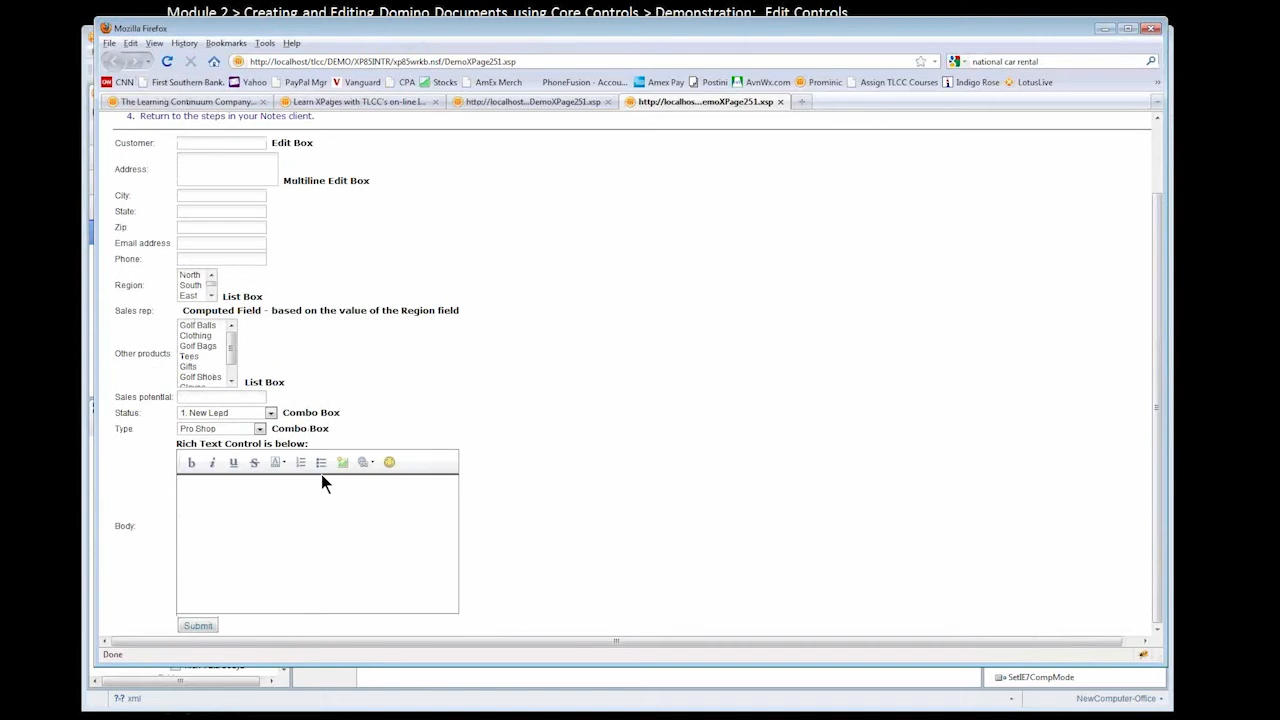 Module 2 > Creating and Editing Domino Documents using Core Controls > Demonstration: Edit Controls
Mozilla Firefox
File Edit View History Bookmarks Tools Help
http://localhost/tlcc/DEMO/XP85INTR/xp85wrkb.nsf/DemoXPage251.xsp
national car rental
CNN First Southern Bank. Yahoo PayPal Mgr Vanguard CPA Stocks AmEx Merch PhoneFusion - Accou... Amex Pay Postini AvnWx.com Prominic Assign TLCC Courses Indigo Rose LotusLive »
The Learning Continuum Company,... Learn XPages with TLCC's on-line l... http://localhost...DemoXPage251.xsp http://localhos...emoXPage251.xsp
4. Return to the steps in your Notes client.
Customer: Edit Box
Address: Multiline Edit Box
City:
State:
Zip
Email address
Phone:
Region: North
South
East
List Box
Sales rep: Computed Field - based on the value of the Region field
Other products Golf Balls
Clothing
Golf Bags
Tees
Gifts
Golf Shoes
List Box
Sales potential:
Status: 1. New Lead Combo Box
Type: Pro Shop Combo Box
Rich Text Control is below:
b i u S A
Body:
Submit
Done
SetIE7CompMode
xml NewComputer-Office